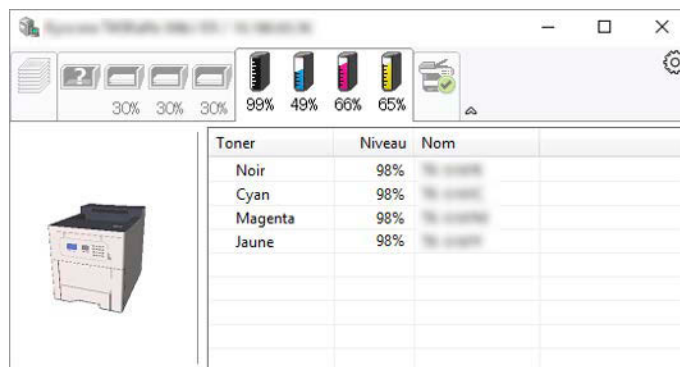 30% 30% 30% 99% 49% 66% 65%
Toner Niveau Nom
Noir 98%
Cyan 98%
Magenta 98%
Jaune 98%